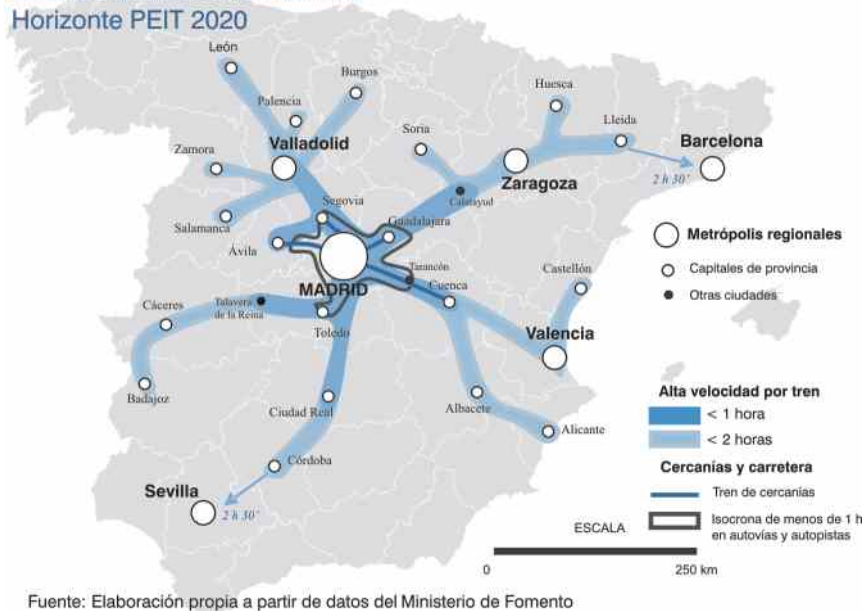 Horizonte PEIT 2020
León
Burgos
Palencia
Huesca
Soria
Lleida
Barcelona
Valladolid
Zamora
Zaragoza
2 h 30´
Calatayud
Segovia
Guadalajara
Salamanca
Ávila
Metrópolis regionales
Capitales de provincia
Otras ciudades
MADRID
Tarancón
Cuenca
Castellón
Cáceres
Talavera
de la Reina
Toledo
Valencia
Badajoz
Ciudad Real
Albacete
Alicante
Alta velocidad por tren
< 1 hora
< 2 horas
Córdoba
Cercanías y carretera
Sevilla
2 h 30´
Tren de cercanías
ESCALA
Isocrona de menos de 1 h
en autovías y autopistas
0
250 km
Fuente: Elaboración propia a partir de datos del Ministerio de Fomento